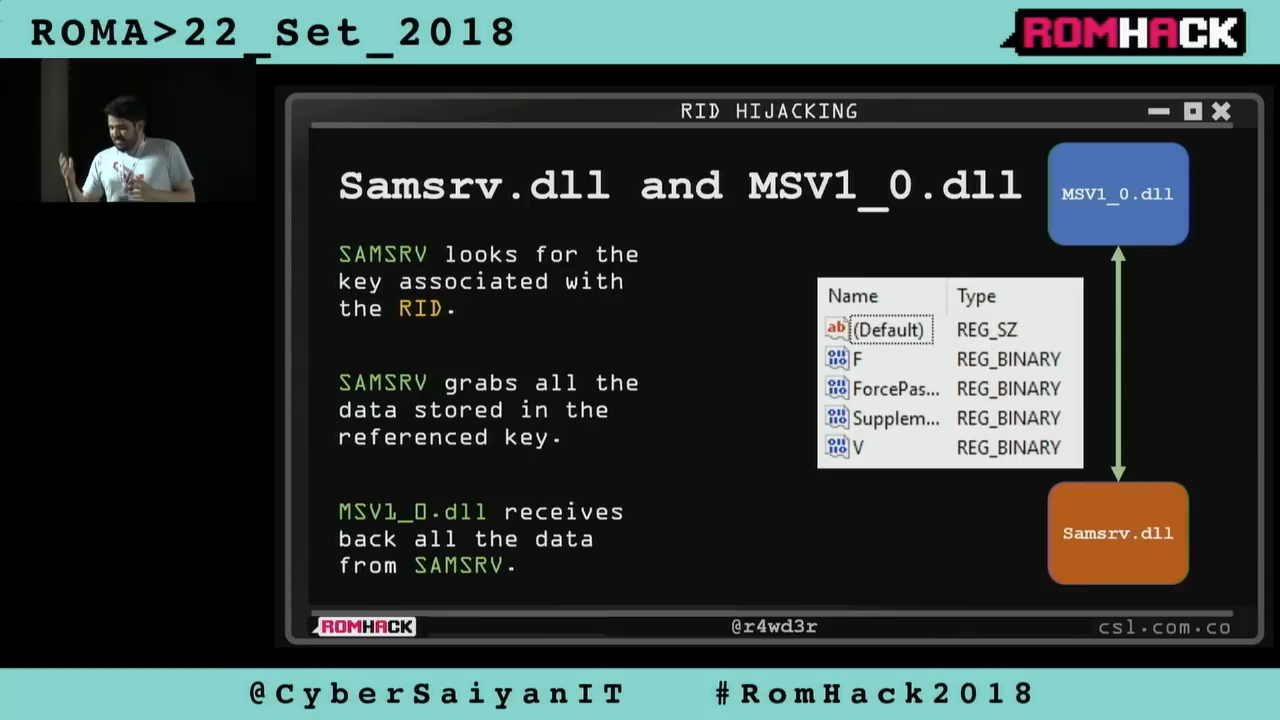 ROMA>22_Set_2018
ROMHACK
RID HIJACKING
Samsrv.dll and MSV1_0.dll
MSV1_0.dll
SAMSRV looks for the
key associated with
the RID.
SAMSRV grabs all the
data stored in the
referenced key.
MSV1_0.dll receives
back all the data
from SAMSRV.
Name Type
(Default) REG_SZ
F REG_BINARY
ForcePas... REG_BINARY
Supplem... REG_BINARY
V REG_BINARY
Samsrv.dll
ROMHACK
@r4wd3r
csl.com.co
@CyberSaiyanIT #RomHack2018